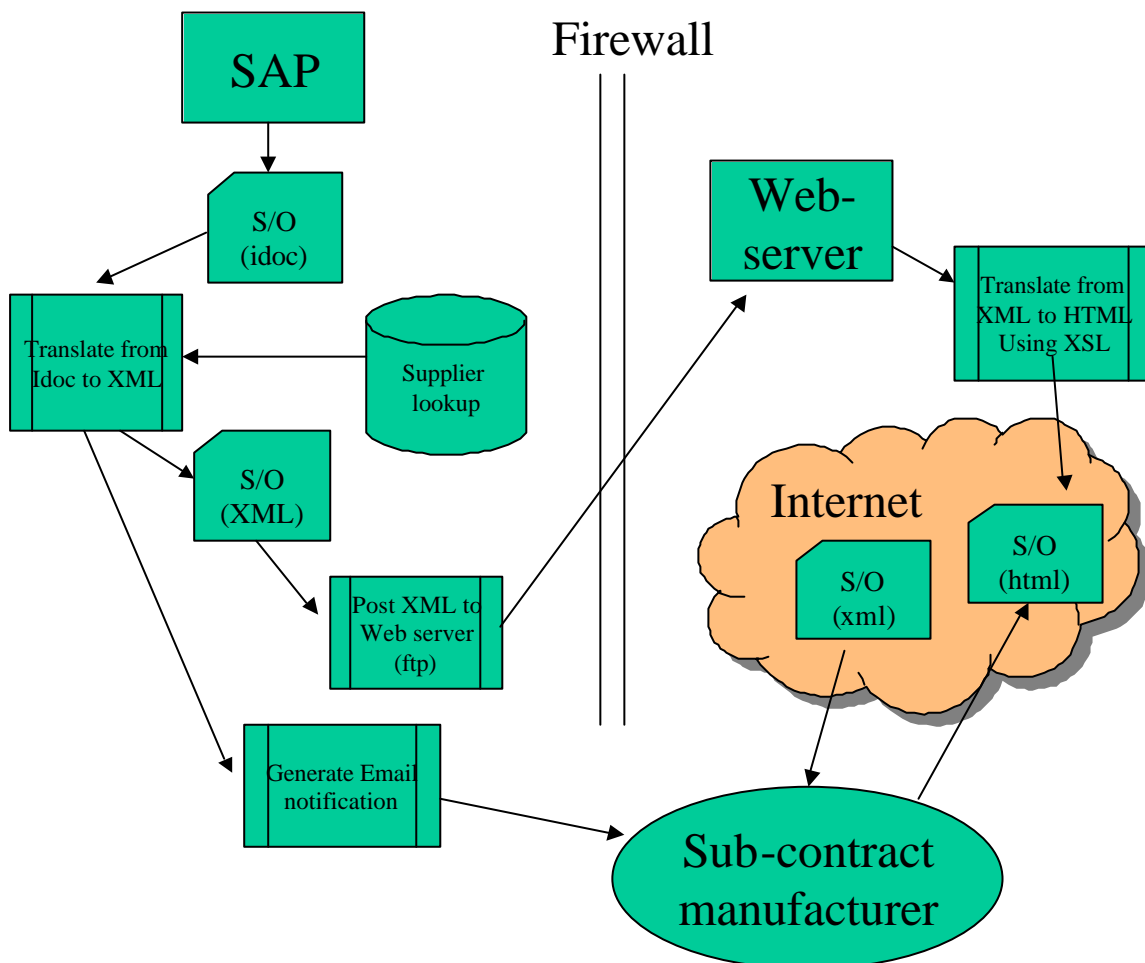 Firewall
SAP
S/O
(idoc)
Web-
server
Translate from
XML to HTML
Using XSL
Translate from
Idoc to XML
Supplier
lookup
S/O
(XML)
Internet
S/O
(html)
S/O
(xml)
Post XML to
Web server
(ftp)
Generate Email
notification
Sub-contract
manufacturer